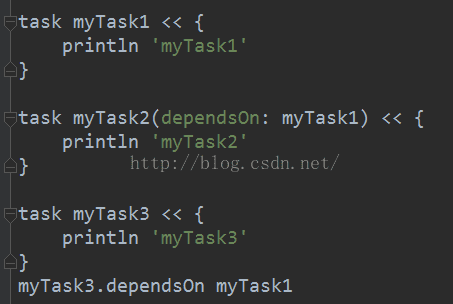 task myTask1 << {
    println 'myTask1'
}
task myTask2(dependsOn: myTask1) << {
    println 'myTask2'
http://blog.csdn.net/
}
task myTask3 << {
    println 'myTask3'
}
myTask3.dependsOn myTask1